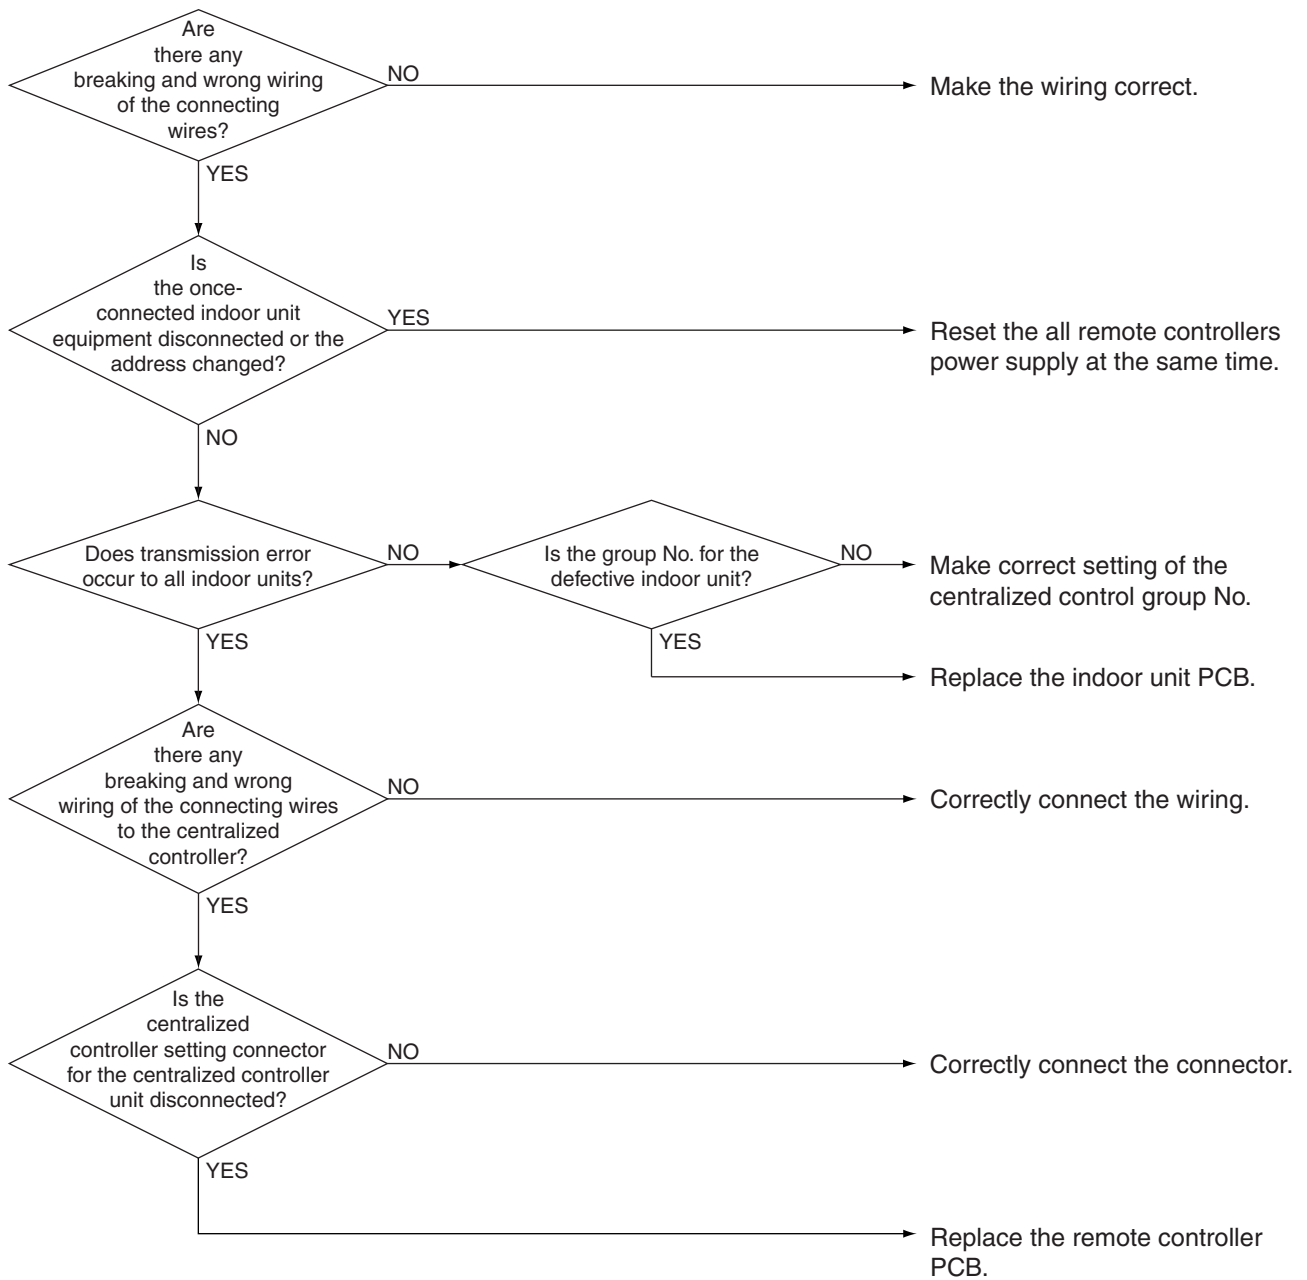 Are
there any
breaking and wrong wiring
of the connecting
wires?
NO
Make the wiring correct.
YES
Is
the once-
connected indoor unit
equipment disconnected or the
address changed?
YES
Reset the all remote controllers
power supply at the same time.
NO
Does transmission error
occur to all indoor units?
NO
Is the group No. for the
defective indoor unit?
NO
Make correct setting of the
centralized control group No.
YES
YES
Replace the indoor unit PCB.
Are
there any
breaking and wrong
wiring of the connecting wires
to the centralized
controller?
NO
Correctly connect the wiring.
YES
Is the
centralized
controller setting connector
for the centralized controller
unit disconnected?
NO
Correctly connect the connector.
YES
Replace the remote controller
PCB.